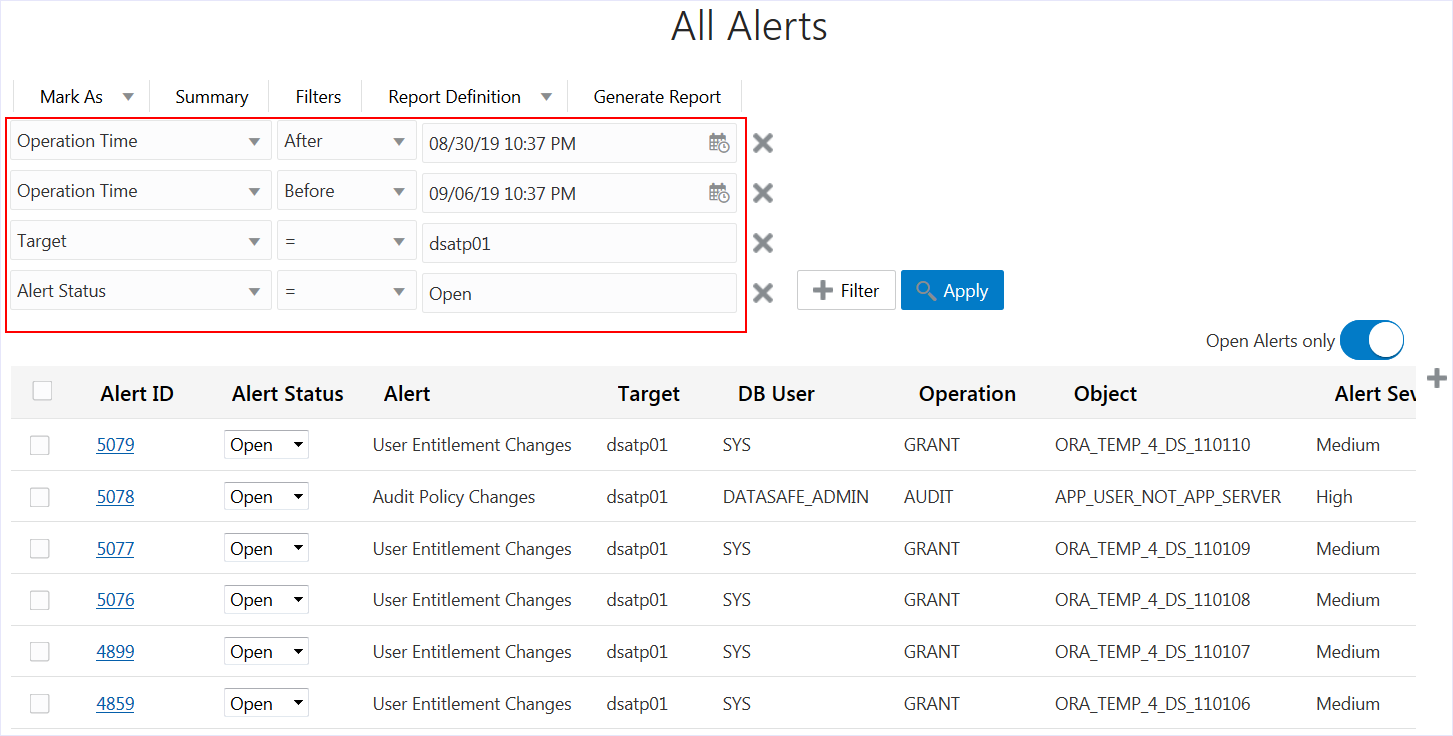 All Alerts
Mark As Summary Filters Report Definition Generate Report
Operation Time After 08/30/19 10:37 PM
Operation Time Before 09/06/19 10:37 PM
Target = dsatp01
Alert Status = Open Filter Apply
Open Alerts only
Alert ID Alert Status Alert Target DB User Operation Object Alert Sev
5079 Open User Entitlement Changes dsatp01 SYS GRANT ORA_TEMP_4_DS_110110 Medium
5078 Open Audit Policy Changes dsatp01 DATASAFE_ADMIN AUDIT APP_USER_NOT_APP_SERVER High
5077 Open User Entitlement Changes dsatp01 SYS GRANT ORA_TEMP_4_DS_110109 Medium
5076 Open User Entitlement Changes dsatp01 SYS GRANT ORA_TEMP_4_DS_110108 Medium
4899 Open User Entitlement Changes dsatp01 SYS GRANT ORA_TEMP_4_DS_110107 Medium
4859 Open User Entitlement Changes dsatp01 SYS GRANT ORA_TEMP_4_DS_110106 Medium